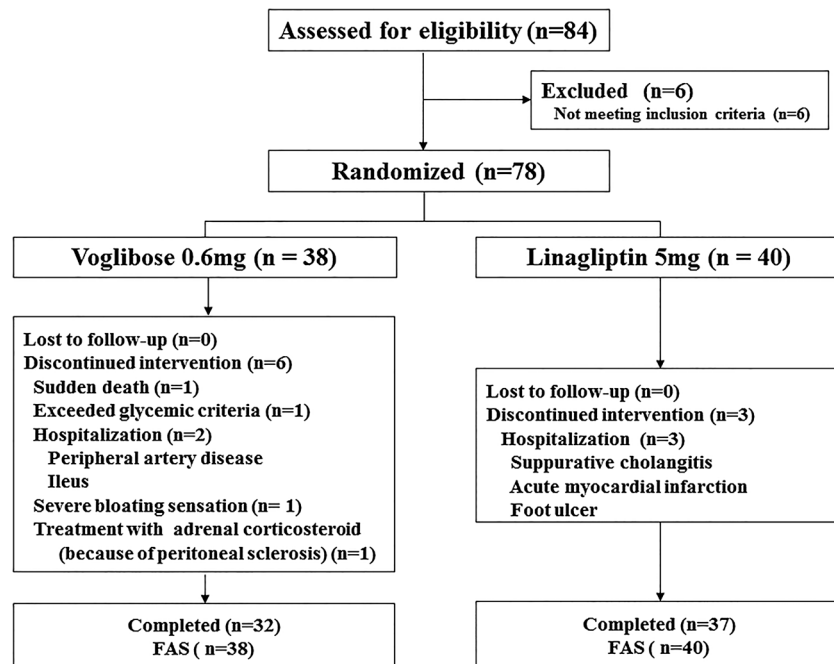 Assessed for eligibility (n=84)
Excluded (n=6)
Not meeting inclusion criteria (n=6)
Randomized (n=78)
Voglibose 0.6mg (n = 38)
Linagliptin 5mg (n = 40)
Lost to follow-up (n=0)
Discontinued intervention (n=6)
Sudden death (n=1)
Exceeded glycemic criteria (n=1)
Hospitalization (n=2)
Peripheral artery disease
Ileus
Severe bloating sensation (n= 1)
Treatment with adrenal corticosteroid
(because of peritoneal sclerosis) (n=1)
Lost to follow-up (n=0)
Discontinued intervention (n=3)
Hospitalization (n=3)
Suppurative cholangitis
Acute myocardial infarction
Foot ulcer
Completed (n=32)
FAS ( n=38)
Completed (n=37)
FAS ( n=40)